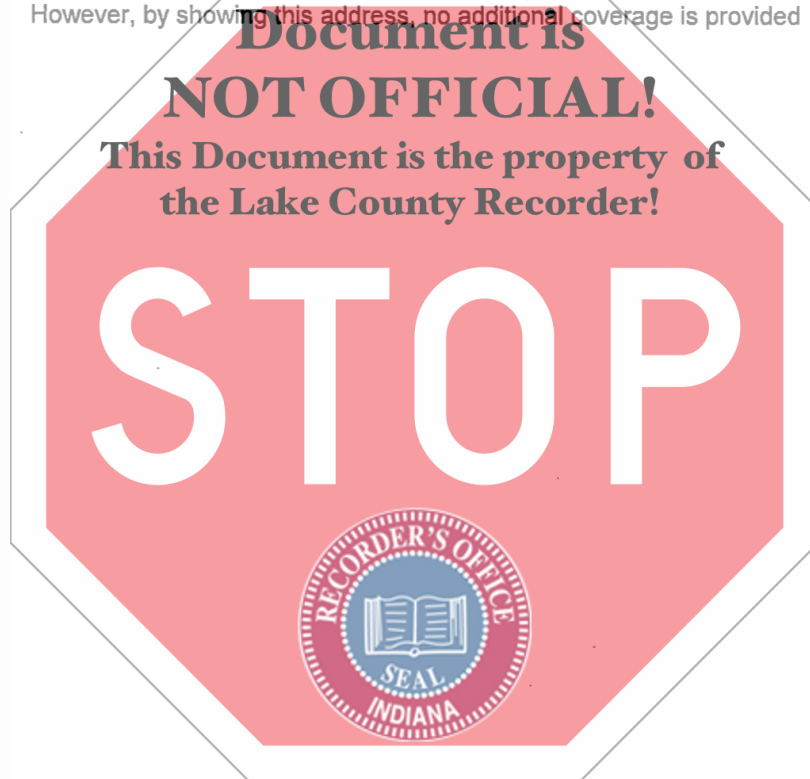 However, by showing this address, no additional coverage is provided
Document is
NOT OFFICIAL!
This Document is the property of
the Lake County Recorder!
STOP
RECORDER'S OFFICE
SEAL
INDIANA